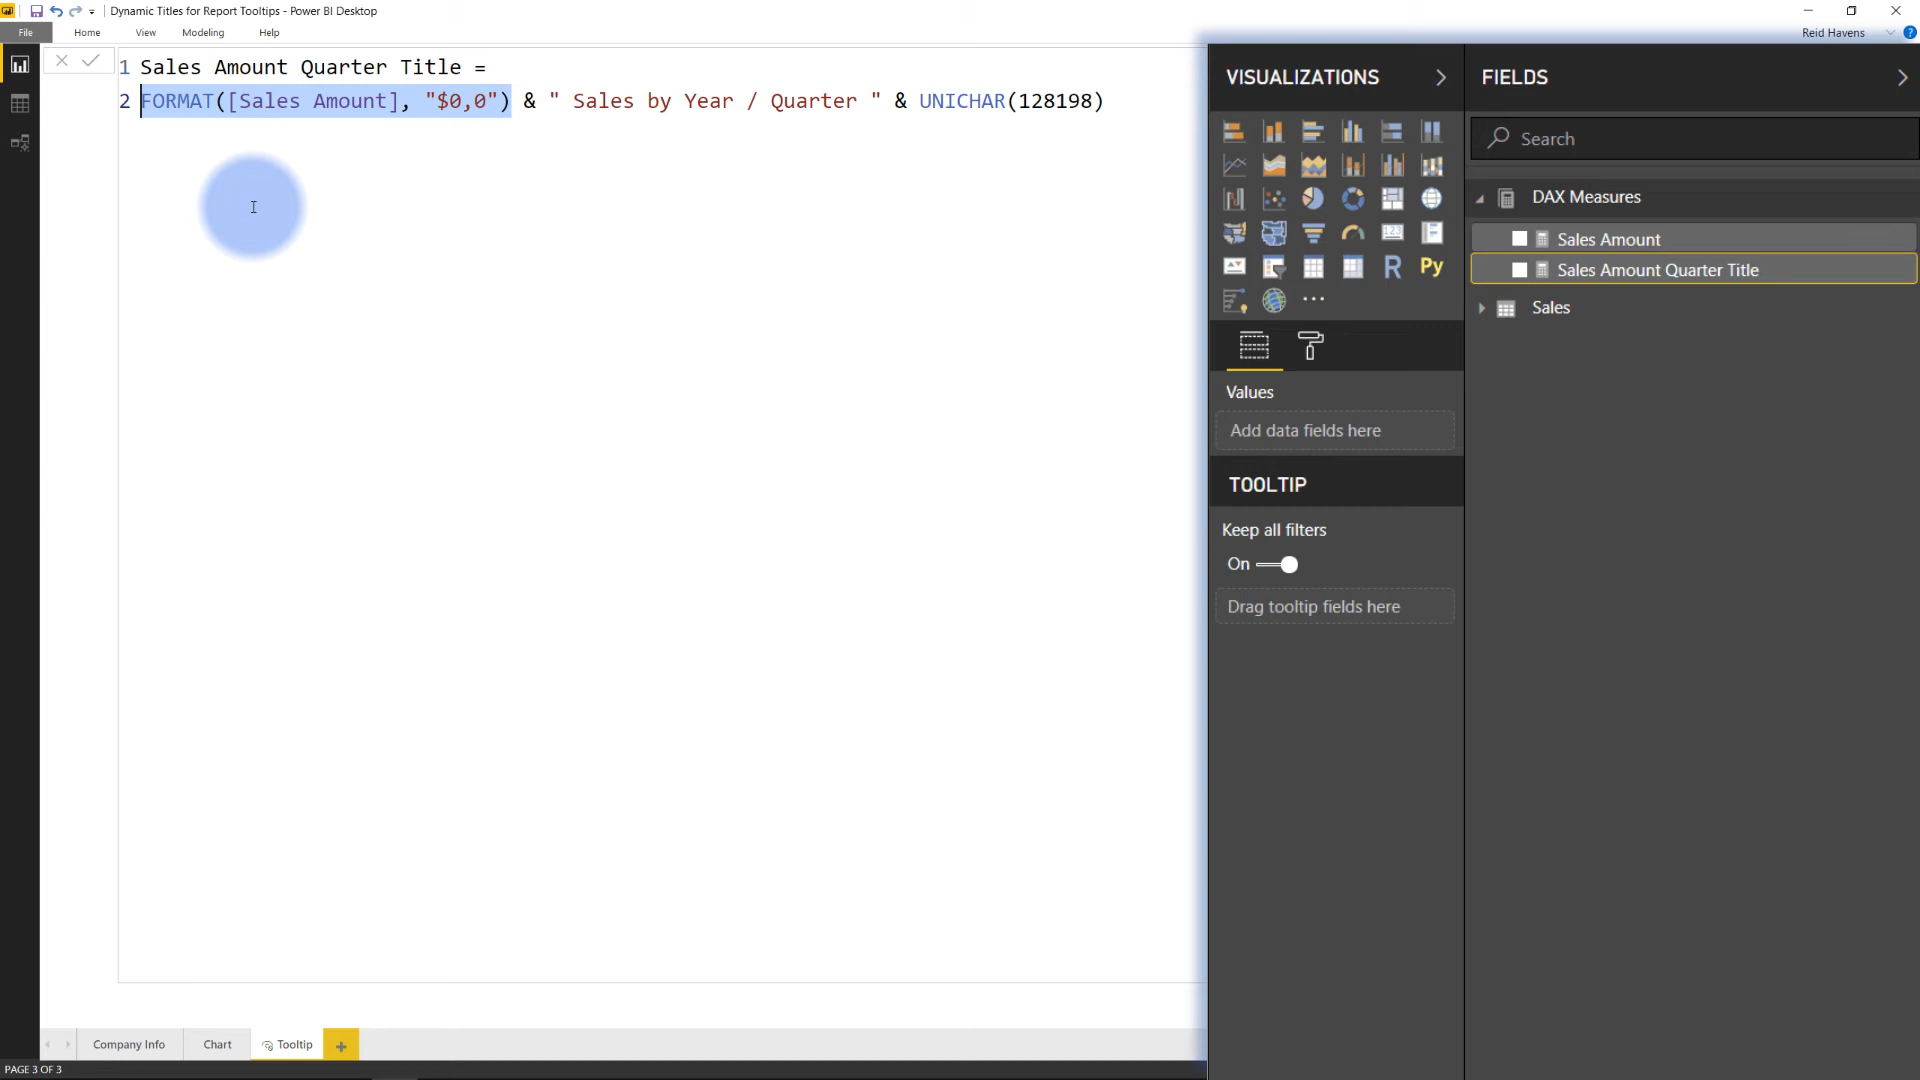 Dynamic Titles for Report Tooltips - Power BI Desktop
File Home View Modeling Help
Reid Havens
?
1 Sales Amount Quarter Title =
2 FORMAT([Sales Amount], "$0,0") & " Sales by Year / Quarter " & UNICHAR(128198)
VISUALIZATIONS
FIELDS
Search
DAX Measures
Sales Amount
Sales Amount Quarter Title
Sales
123
R
Py
Values
Add data fields here
TOOLTIP
Keep all filters
On
Drag tooltip fields here
Company Info Chart Tooltip
PAGE 3 OF 3